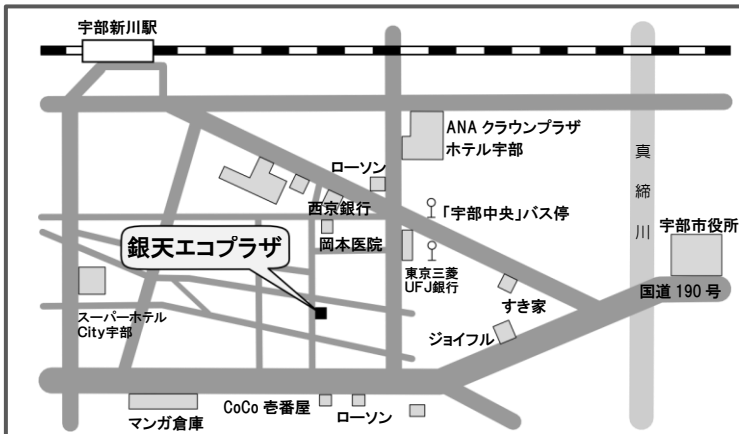 宇部新川駅
ANA クラウンプラザ
ホテル宇部
ローソン
真締川
西京銀行
「宇部中央」バス停
岡本医院
宇部市役所
銀天エコプラザ
東京三菱
UFJ銀行
国道 190 号
すき家
スーパーホテル
City宇部
ジョイフル
CoCo 壱番屋
ローソン
マンガ倉庫